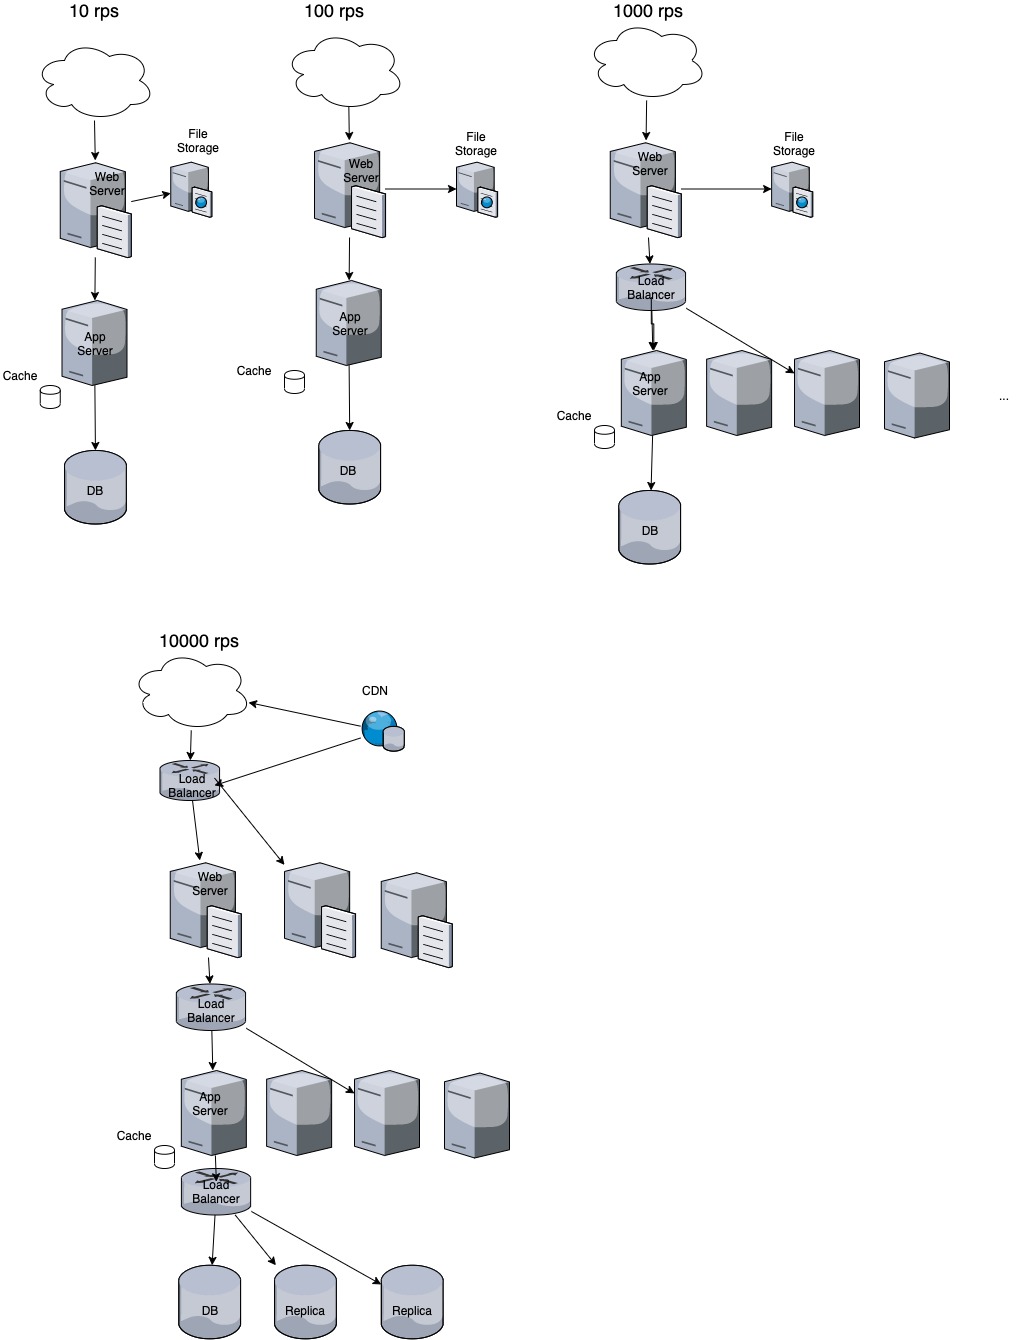 10 rps
File
Storage
Web
Server
App
Server
Cache
DB
100 rps
File
Storage
Web
Server
App
Server
Cache
DB
1000 rps
File
Storage
Web
Server
Load
Balancer
App
Server
Cache
...
DB
10000 rps
CDN
Load
Balancer
Web
Server
Load
Balancer
App
Server
Cache
Load
Balancer
DB
Replica
Replica